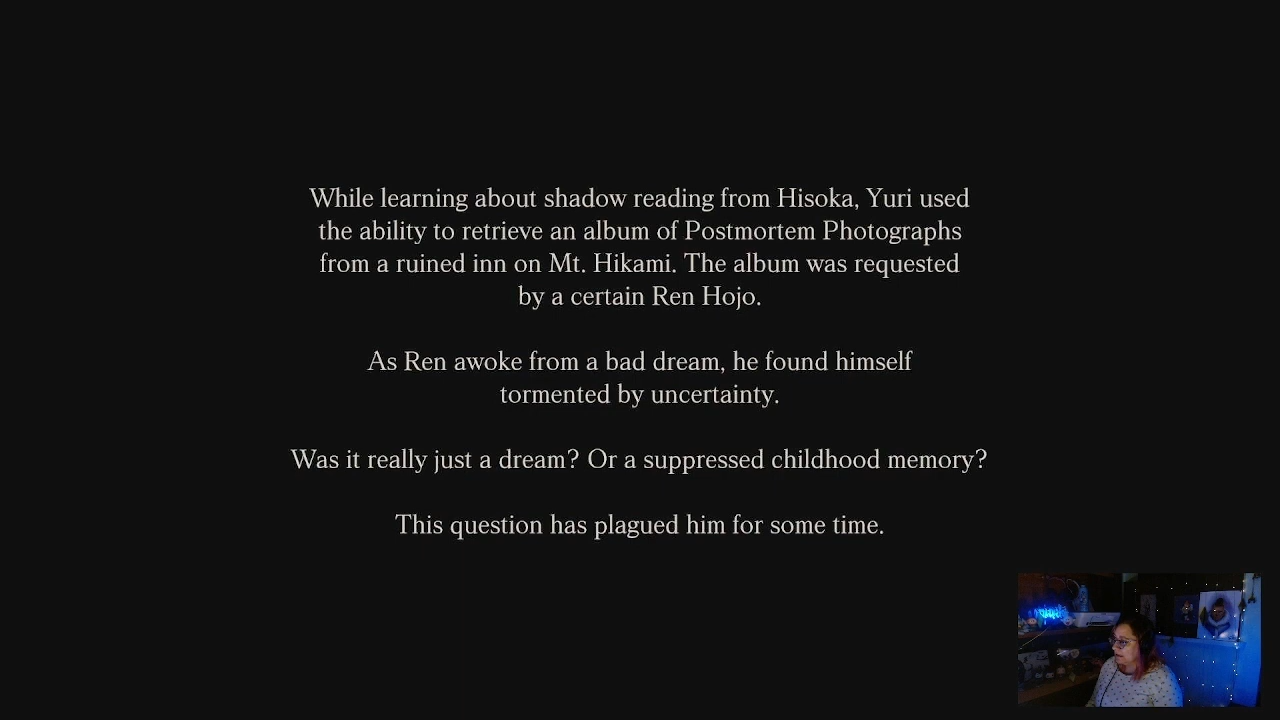 While learning about shadow reading from Hisoka, Yuri used
the ability to retrieve an album of Postmortem Photographs
from a ruined inn on Mt. Hikami. The album was requested
by a certain Ren Hojo.
As Ren awoke from a bad dream, he found himself
tormented by uncertainty.
Was it really just a dream? Or a suppressed childhood memory?
This question has plagued him for some time.